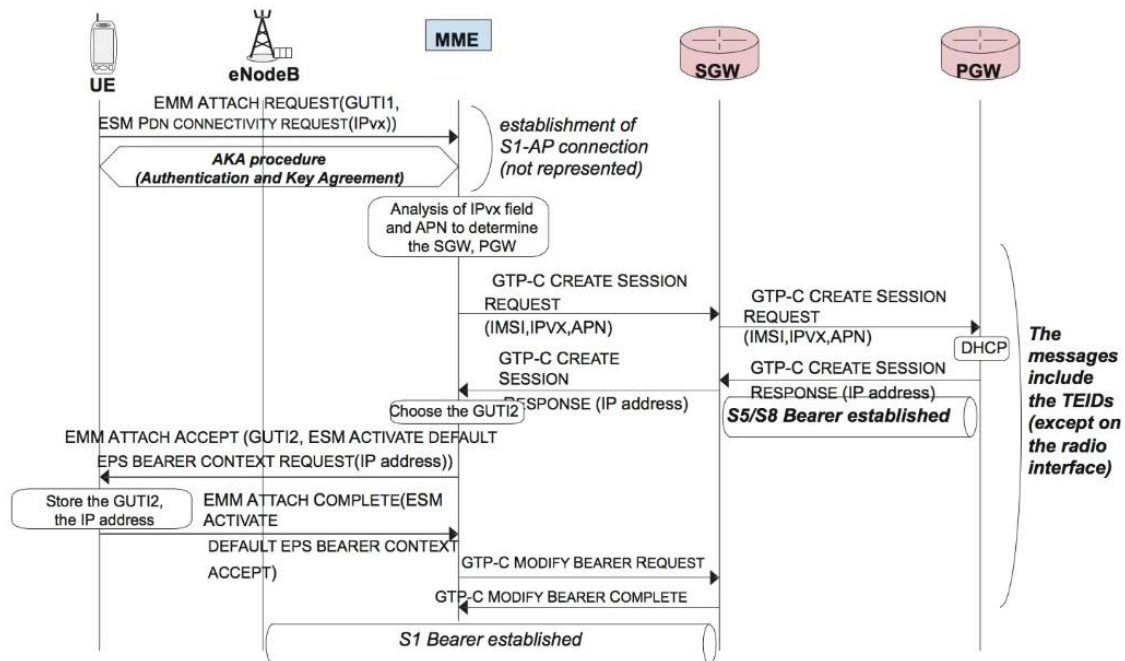 MME
SGW
PGW
UE
eNodeB
EMM ATTACH REQUEST(GUTI1,
ESM PDN CONNECTIVITY REQUEST(IPvx))
establishment of
S1-AP connection
(not represented)
AKA procedure
(Authentication and Key Agreement)
Analysis of IPvx field
and APN to determine
the SGW, PGW
GTP-C CREATE SESSION
REQUEST
(IMSI,IPVX,APN)
GTP-C CREATE SESSION
REQUEST
(IMSI,IPVX,APN)
DHCP
GTP-C CREATE SESSION
RESPONSE (IP address)
GTP-C CREATE
SESSION
RESPONSE (IP address)
Choose the GUTI2
S5/S8 Bearer established
The
messages
include
the TEIDs
(except on
the radio
interface)
EMM ATTACH ACCEPT (GUTI2, ESM ACTIVATE DEFAULT
EPS BEARER CONTEXT REQUEST(IP address))
Store the GUTI2,
the IP address
EMM ATTACH COMPLETE(ESM
ACTIVATE
DEFAULT EPS BEARER CONTEXT
ACCEPT)
GTP-C MODIFY BEARER REQUEST
GTP-C MODIFY BEARER COMPLETE
S1 Bearer established